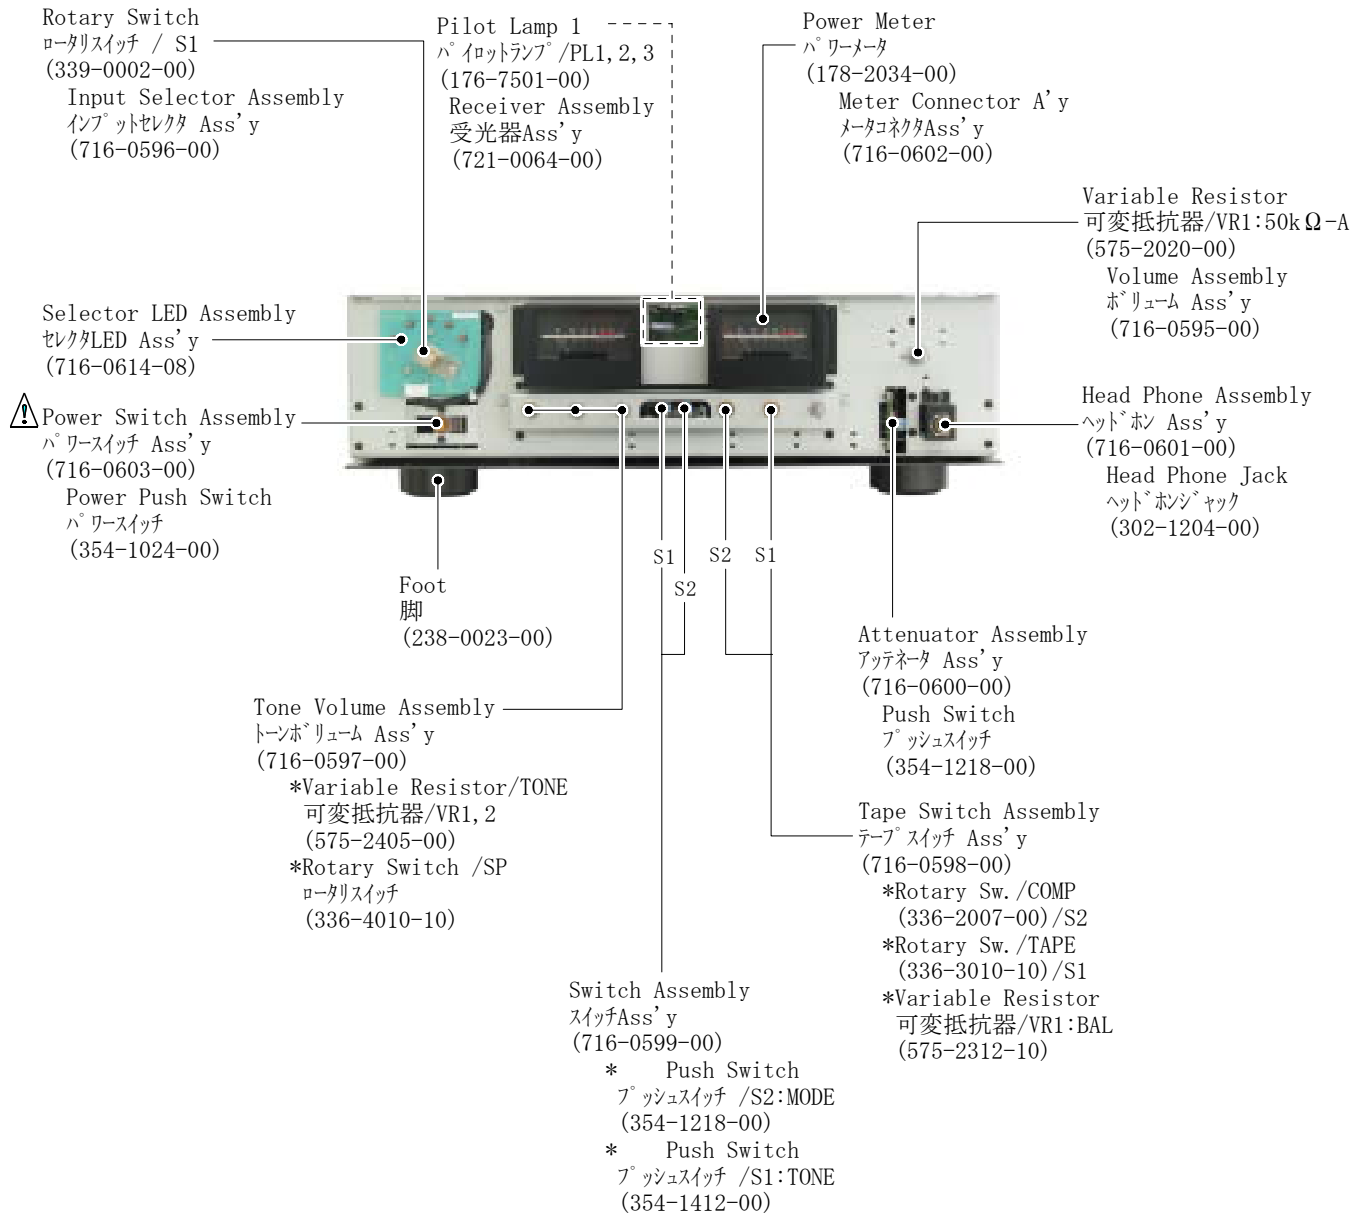 Rotary Switch
ﾛｰﾀﾘｽｲｯﾁ / S1
(339-0002-00)
Input Selector Assembly
ｲﾝﾌﾟｯﾄｾﾚｸﾀ Ass'y
(716-0596-00)
Pilot Lamp 1
ﾊﾟｲﾛｯﾄﾗﾝﾌﾟ/PL1,2,3
(176-7501-00)
Receiver Assembly
受光器Ass'y
(721-0064-00)
Power Meter
ﾊﾟﾜｰﾒｰﾀ
(178-2034-00)
Meter Connector A'y
ﾒｰﾀｺﾈｸﾀAss'y
(716-0602-00)
Variable Resistor
可変抵抗器/VR1:50kΩ-A
(575-2020-00)
Volume Assembly
ﾎﾞﾘｭｰﾑ Ass'y
(716-0595-00)
Selector LED Assembly
ｾﾚｸﾀLED Ass'y
(716-0614-08)
Power Switch Assembly
ﾊﾟﾜｰｽｲｯﾁ Ass'y
(716-0603-00)
Power Push Switch
ﾊﾟﾜｰｽｲｯﾁ
(354-1024-00)
Head Phone Assembly
ﾍｯﾄﾞﾎﾝ Ass'y
(716-0601-00)
Head Phone Jack
ﾍｯﾄﾞﾎﾝｼﾞｬｯｸ
(302-1204-00)
S1
S2
S2
S1
Foot
脚
(238-0023-00)
Attenuator Assembly
ｱｯﾃﾈｰﾀ Ass'y
(716-0600-00)
Push Switch
ﾌﾟｯｼｭｽｲｯﾁ
(354-1218-00)
Tone Volume Assembly
ﾄｰﾝﾎﾞﾘｭｰﾑ Ass'y
(716-0597-00)
*Variable Resistor/TONE
可変抵抗器/VR1,2
(575-2405-00)
*Rotary Switch /SP
ﾛｰﾀﾘｽｲｯﾁ
(336-4010-10)
Tape Switch Assembly
ﾃｰﾌﾟｽｲｯﾁ Ass'y
(716-0598-00)
*Rotary Sw./COMP
(336-2007-00)/S2
*Rotary Sw./TAPE
(336-3010-10)/S1
*Variable Resistor
可変抵抗器/VR1:BAL
(575-2312-10)
Switch Assembly
ｽｲｯﾁAss'y
(716-0599-00)
* Push Switch
ﾌﾟｯｼｭｽｲｯﾁ /S2:MODE
(354-1218-00)
* Push Switch
ﾌﾟｯｼｭｽｲｯﾁ /S1:TONE
(354-1412-00)